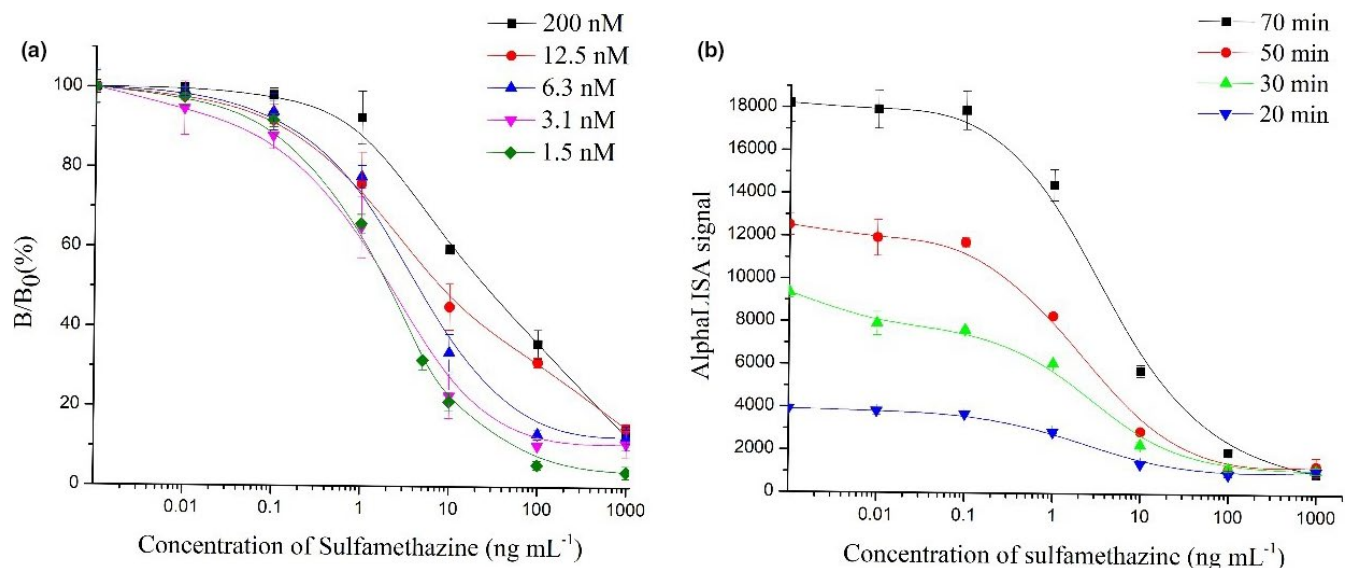 (a)
200 nM
12.5 nM
6.3 nM
3.1 nM
1.5 nM
100
80
60
40
20
0
B/B0(%)
0.01 0.1 1 10 100 1000
Concentration of Sulfamethazine (ng mL-1)
(b)
70 min
50 min
30 min
20 min
18000
16000
14000
12000
10000
8000
6000
4000
2000
0
AlphaLISA signal
0.01 0.1 1 10 100 1000
Concentration of sulfamethazine (ng mL-1)